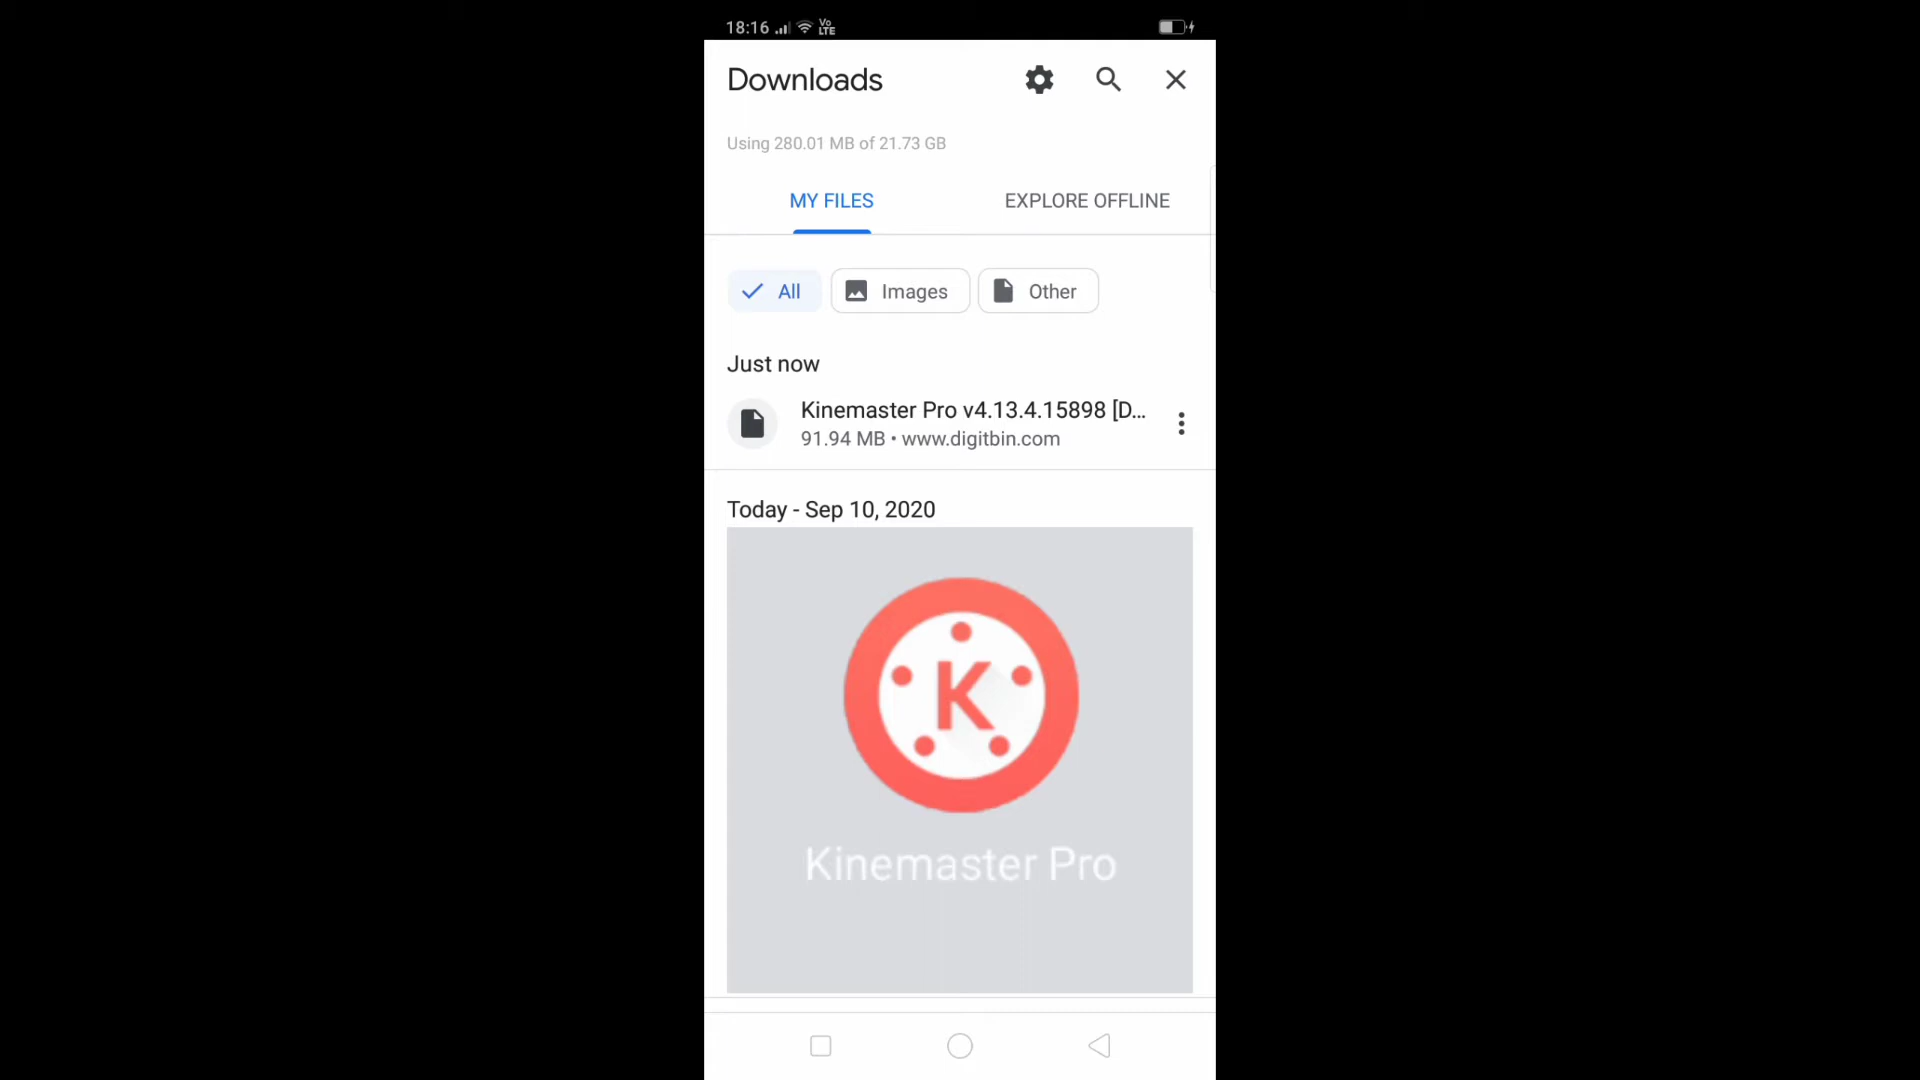 18:16 Vo LTE
Downloads
Using 280.01 MB of 21.73 GB
MY FILES
EXPLORE OFFLINE
All
Images
Other
Just now
Kinemaster Pro v4.13.4.15898 [D...
91.94 MB • www.digitbin.com
Today - Sep 10, 2020
K
Kinemaster Pro